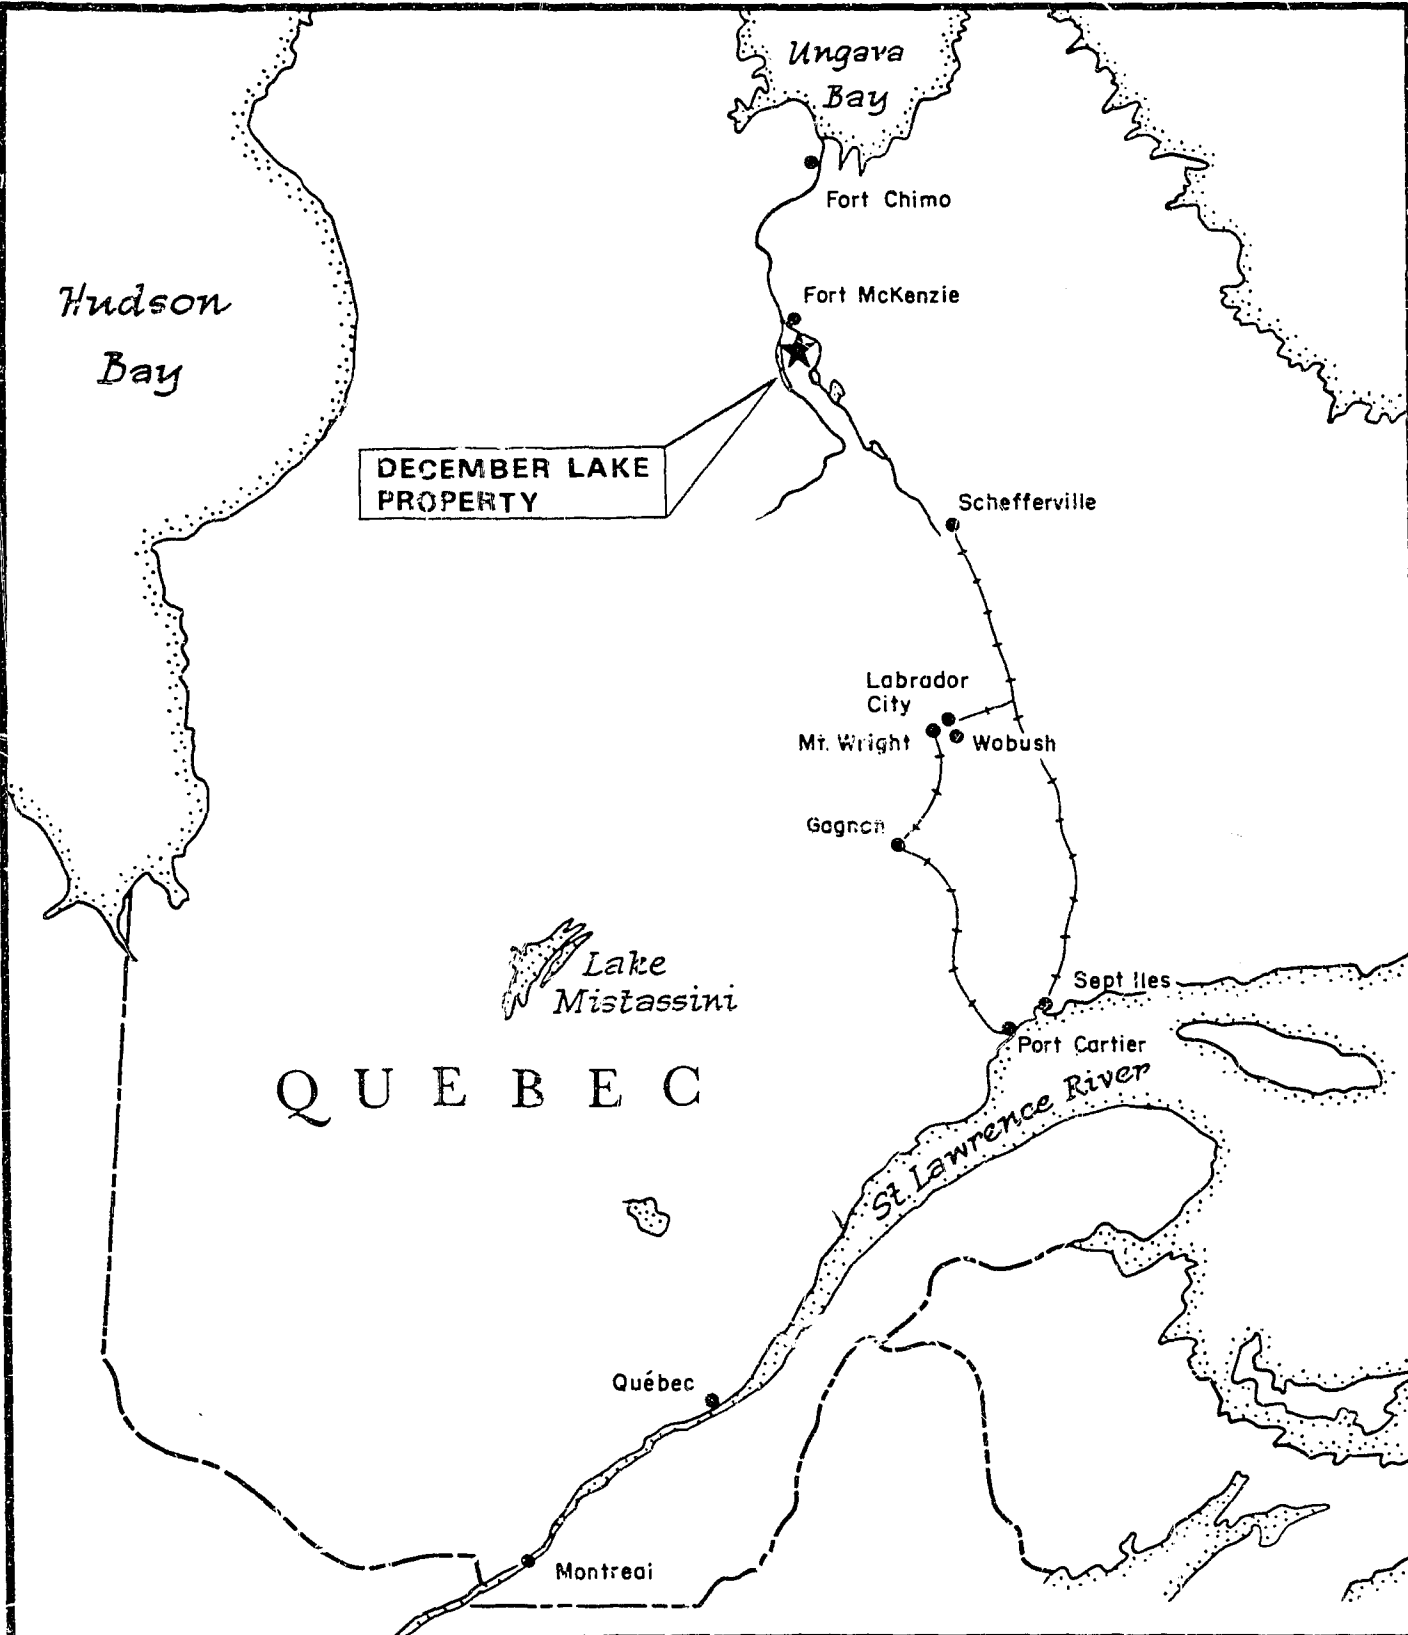 Ungava
Bay
Fort Chimo
Hudson
Bay
Fort McKenzie
DECEMBER LAKE
PROPERTY
Schefferville
Labrador
City
Mt. Wright
Wabush
Gagnon
Lake
Mistassini
Sept Iles
Port Cartier
QUEBEC
St Lawrence River
Québec
Montreal